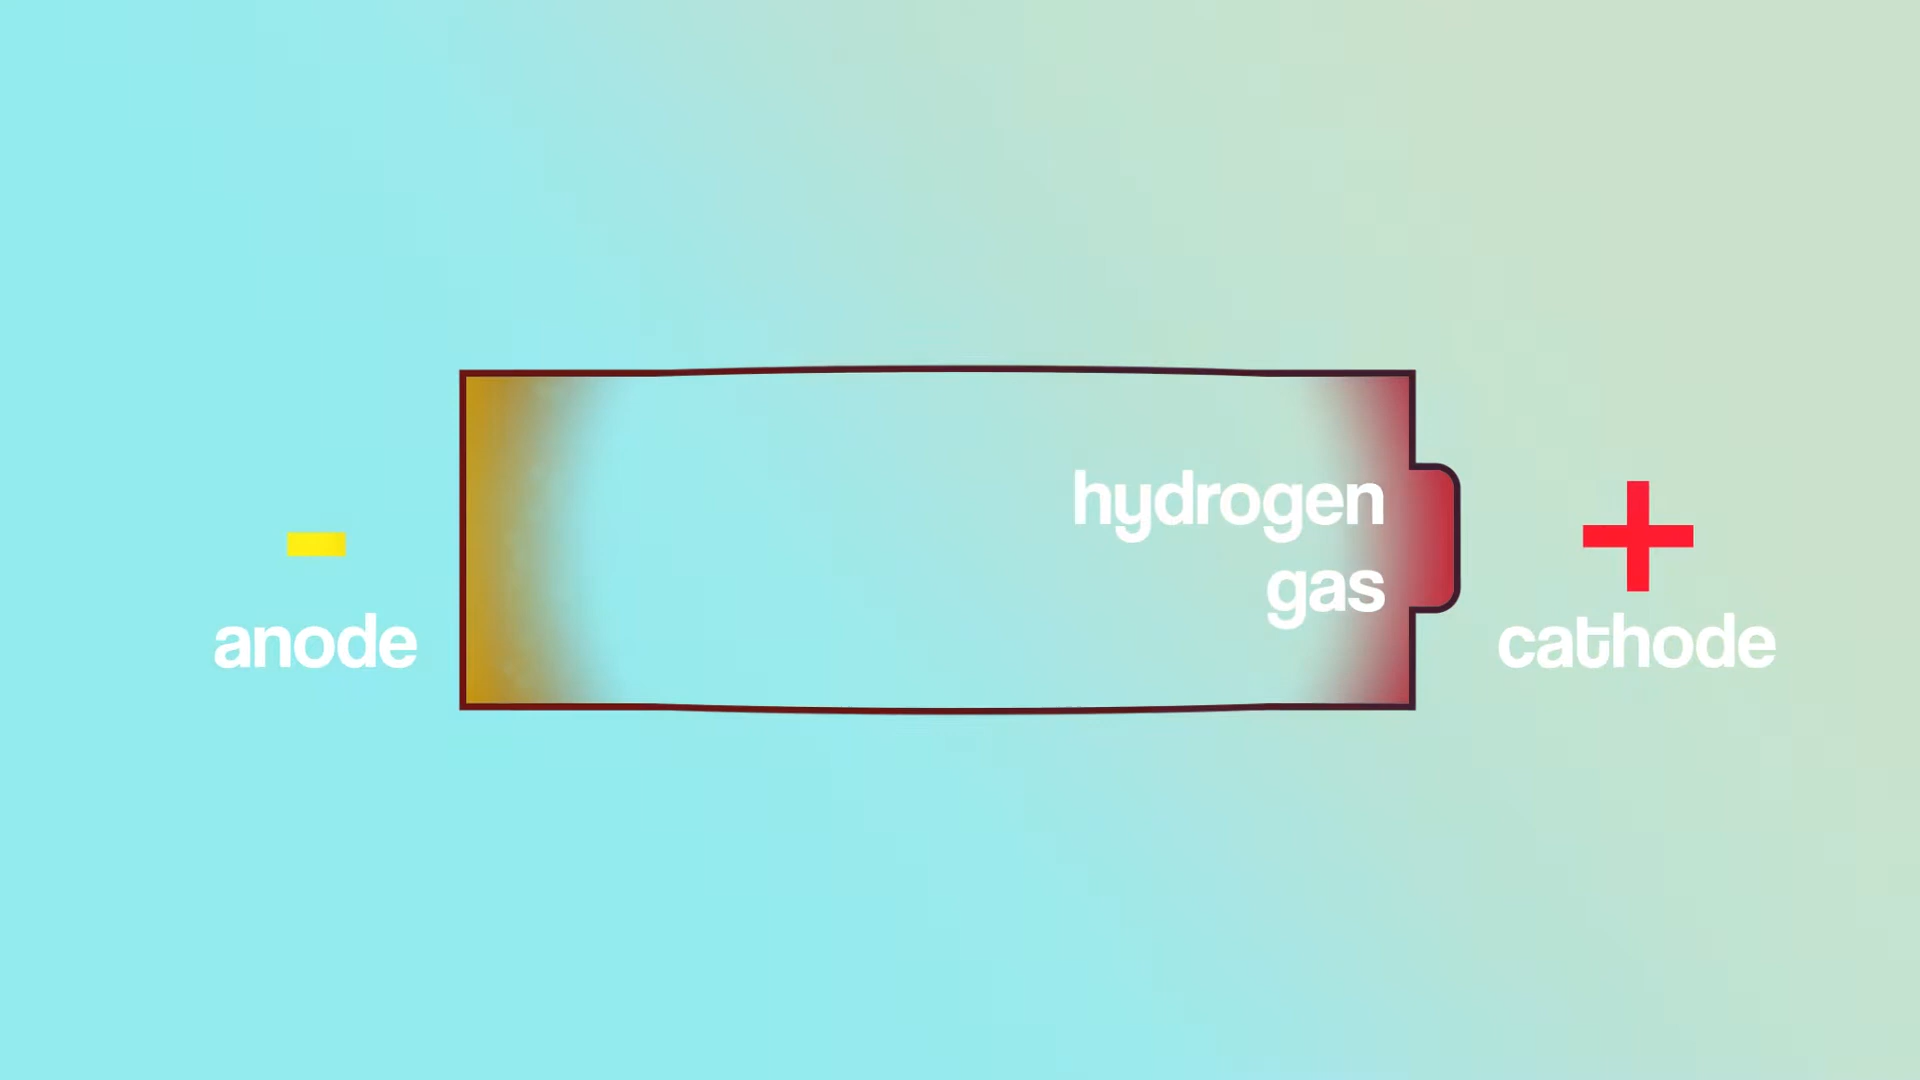 hydrogen
gas
-
anode
+
cathode